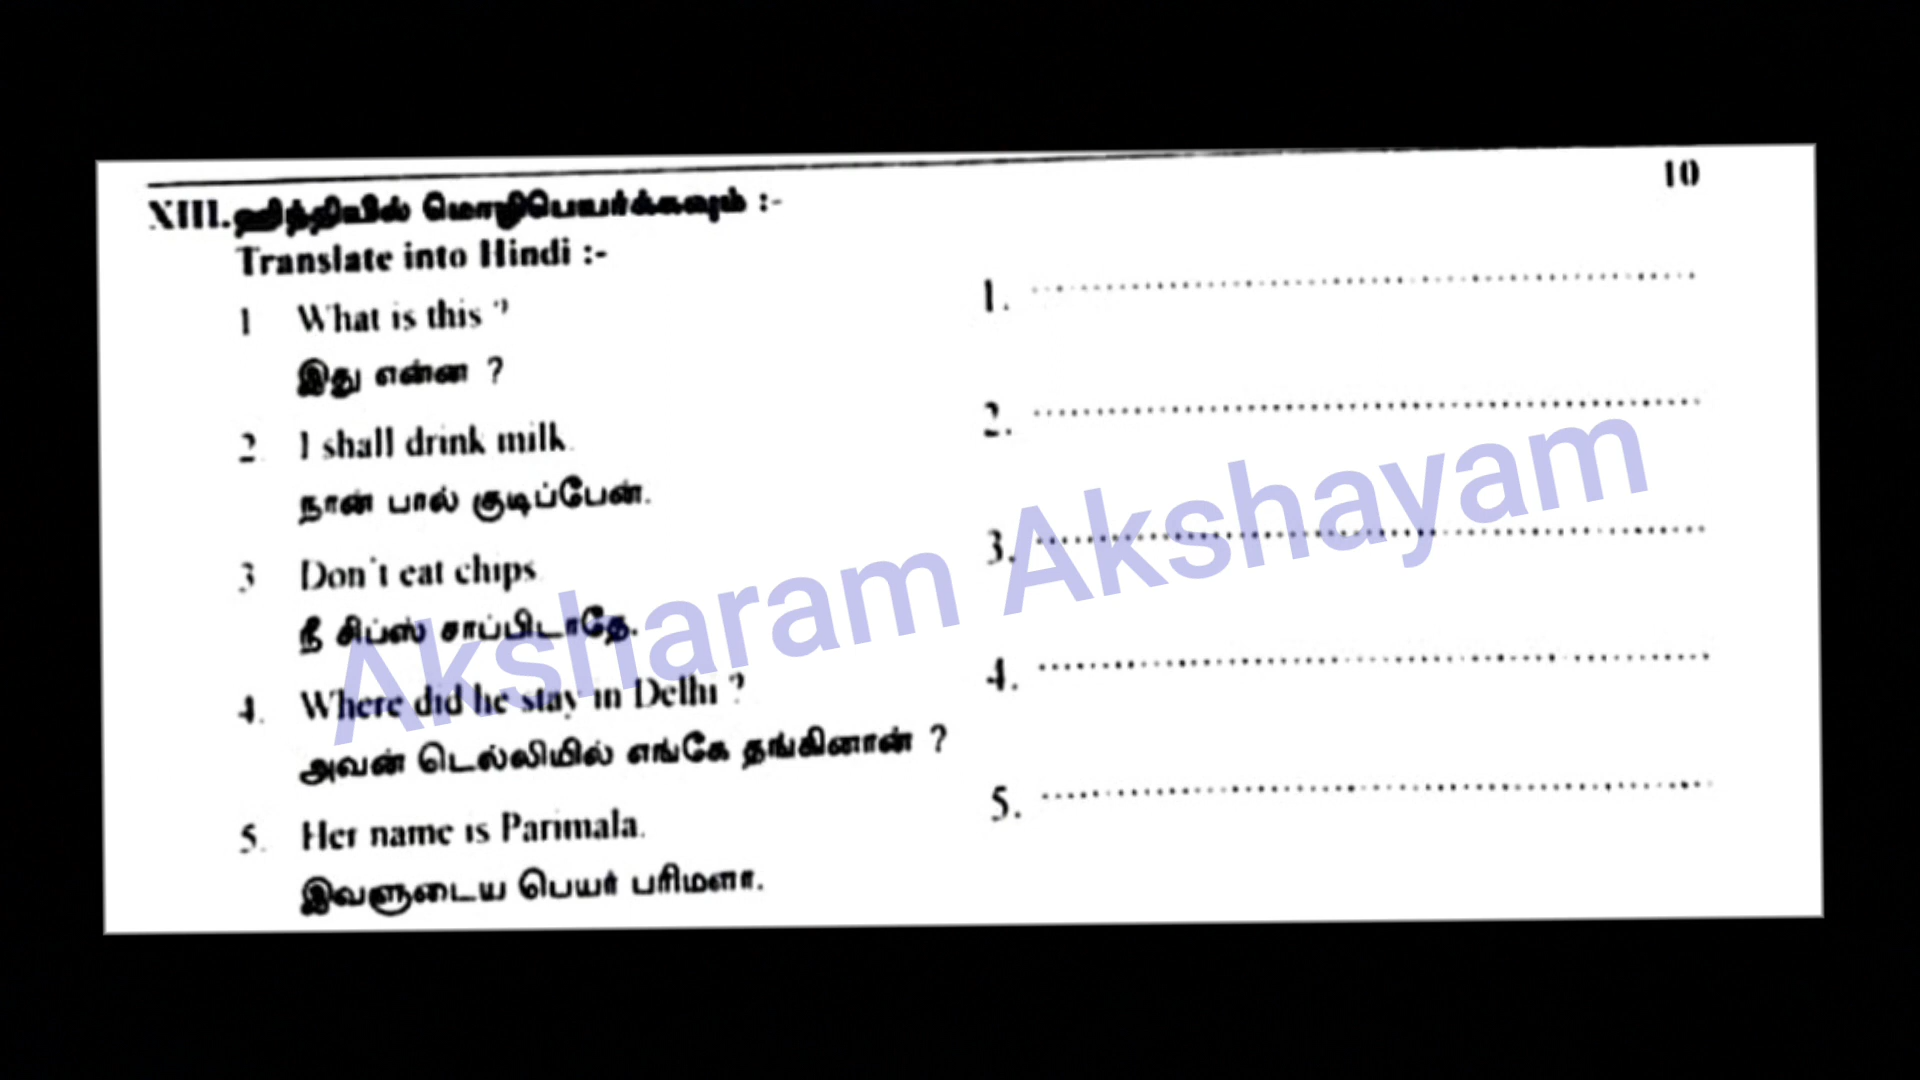 10
XIII. ஹிந்தியில் மொழிபெயர்க்கவும் :-
Translate into Hindi :-
1 What is this ?
இது என்ன ?
1. ........................
2. I shall drink milk.
நான் பால் குடிப்பேன்.
2. ........................
3 Don't eat chips
நீ சிப்ஸ் சாப்பிடாதே.
3. ........................
4. Where did he stay in Delhi ?
அவன் டெல்லியில் எங்கே தங்கினான் ?
4. ........................
5. Her name is Parimala.
இவளுடைய பெயர் பரிமளா.
5. ........................
Aksharam Akshayam